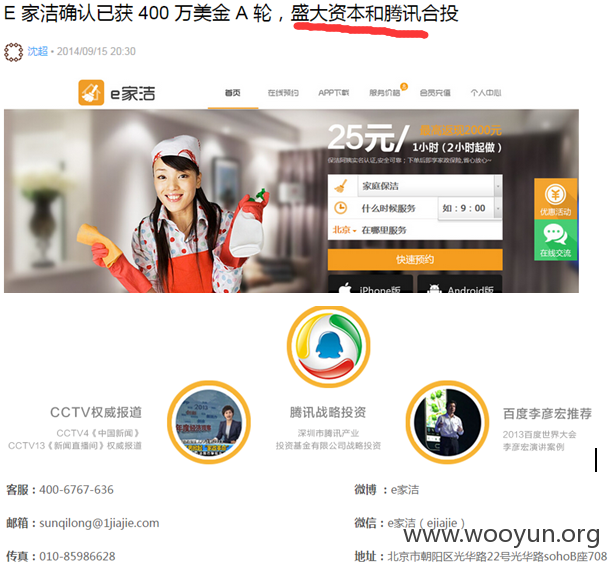 E 家洁确认已获 400 万美金 A 轮，盛大资本和腾讯合投
沈超 • 2014/09/15 20:30
e家洁 首页 在线预约 APP下载 服务价格 会员充值 个人中心
25元/ 最高返现2000元
1小时（2小时起做）
家庭保洁
什么时候服务 如：9：00
北京 在哪里服务
快速预约
iPhone版 Android版
优惠活动
在线交流
CCTV权威报道
CCTV4《中国新闻》
CCTV13《新闻直播间》权威报道
腾讯战略投资
深圳市腾讯产业
投资基金有限公司战略投资
百度李彦宏推荐
2013百度世界大会
李彦宏演讲案例
客服：400-6767-636
微博 ：e家洁
邮箱：sunqilong@1jiajie.com
微信：e家洁（ejiajie）
www.wooyun.org
传真：010-85986628
地址：北京市朝阳区光华路22号光华路sohoB座708